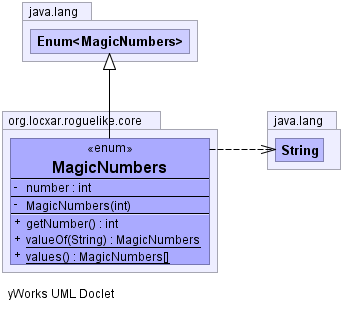 java.lang
Enum<MagicNumbers>
org.locxar.roguelike.core
java.lang
«enum»
MagicNumbers
String
- number : int
- MagicNumbers(int)
+ getNumber() : int
+ valueOf(String) : MagicNumbers
+ values() : MagicNumbers[]
yWorks UML Doclet